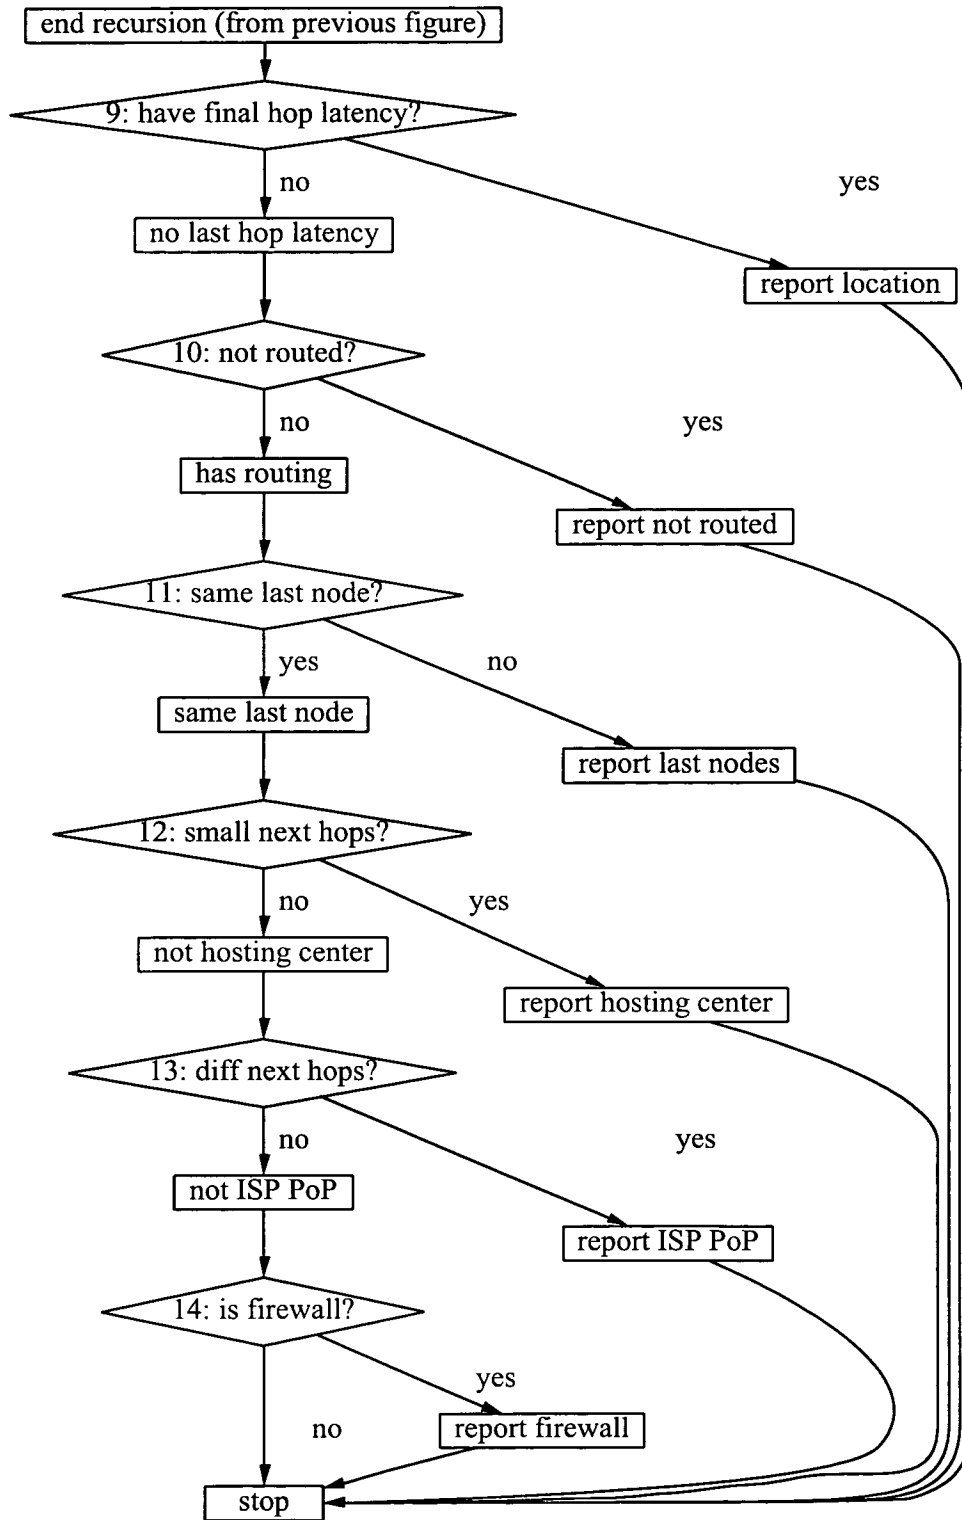 end recursion (from previous figure)
9: have final hop latency?
no
yes
no last hop latency
report location
10: not routed?
no
yes
has routing
report not routed
11: same last node?
yes
no
same last node
report last nodes
12: small next hops?
no
yes
not hosting center
report hosting center
13: diff next hops?
no
yes
not ISP PoP
report ISP PoP
14: is firewall?
yes
no
report firewall
stop